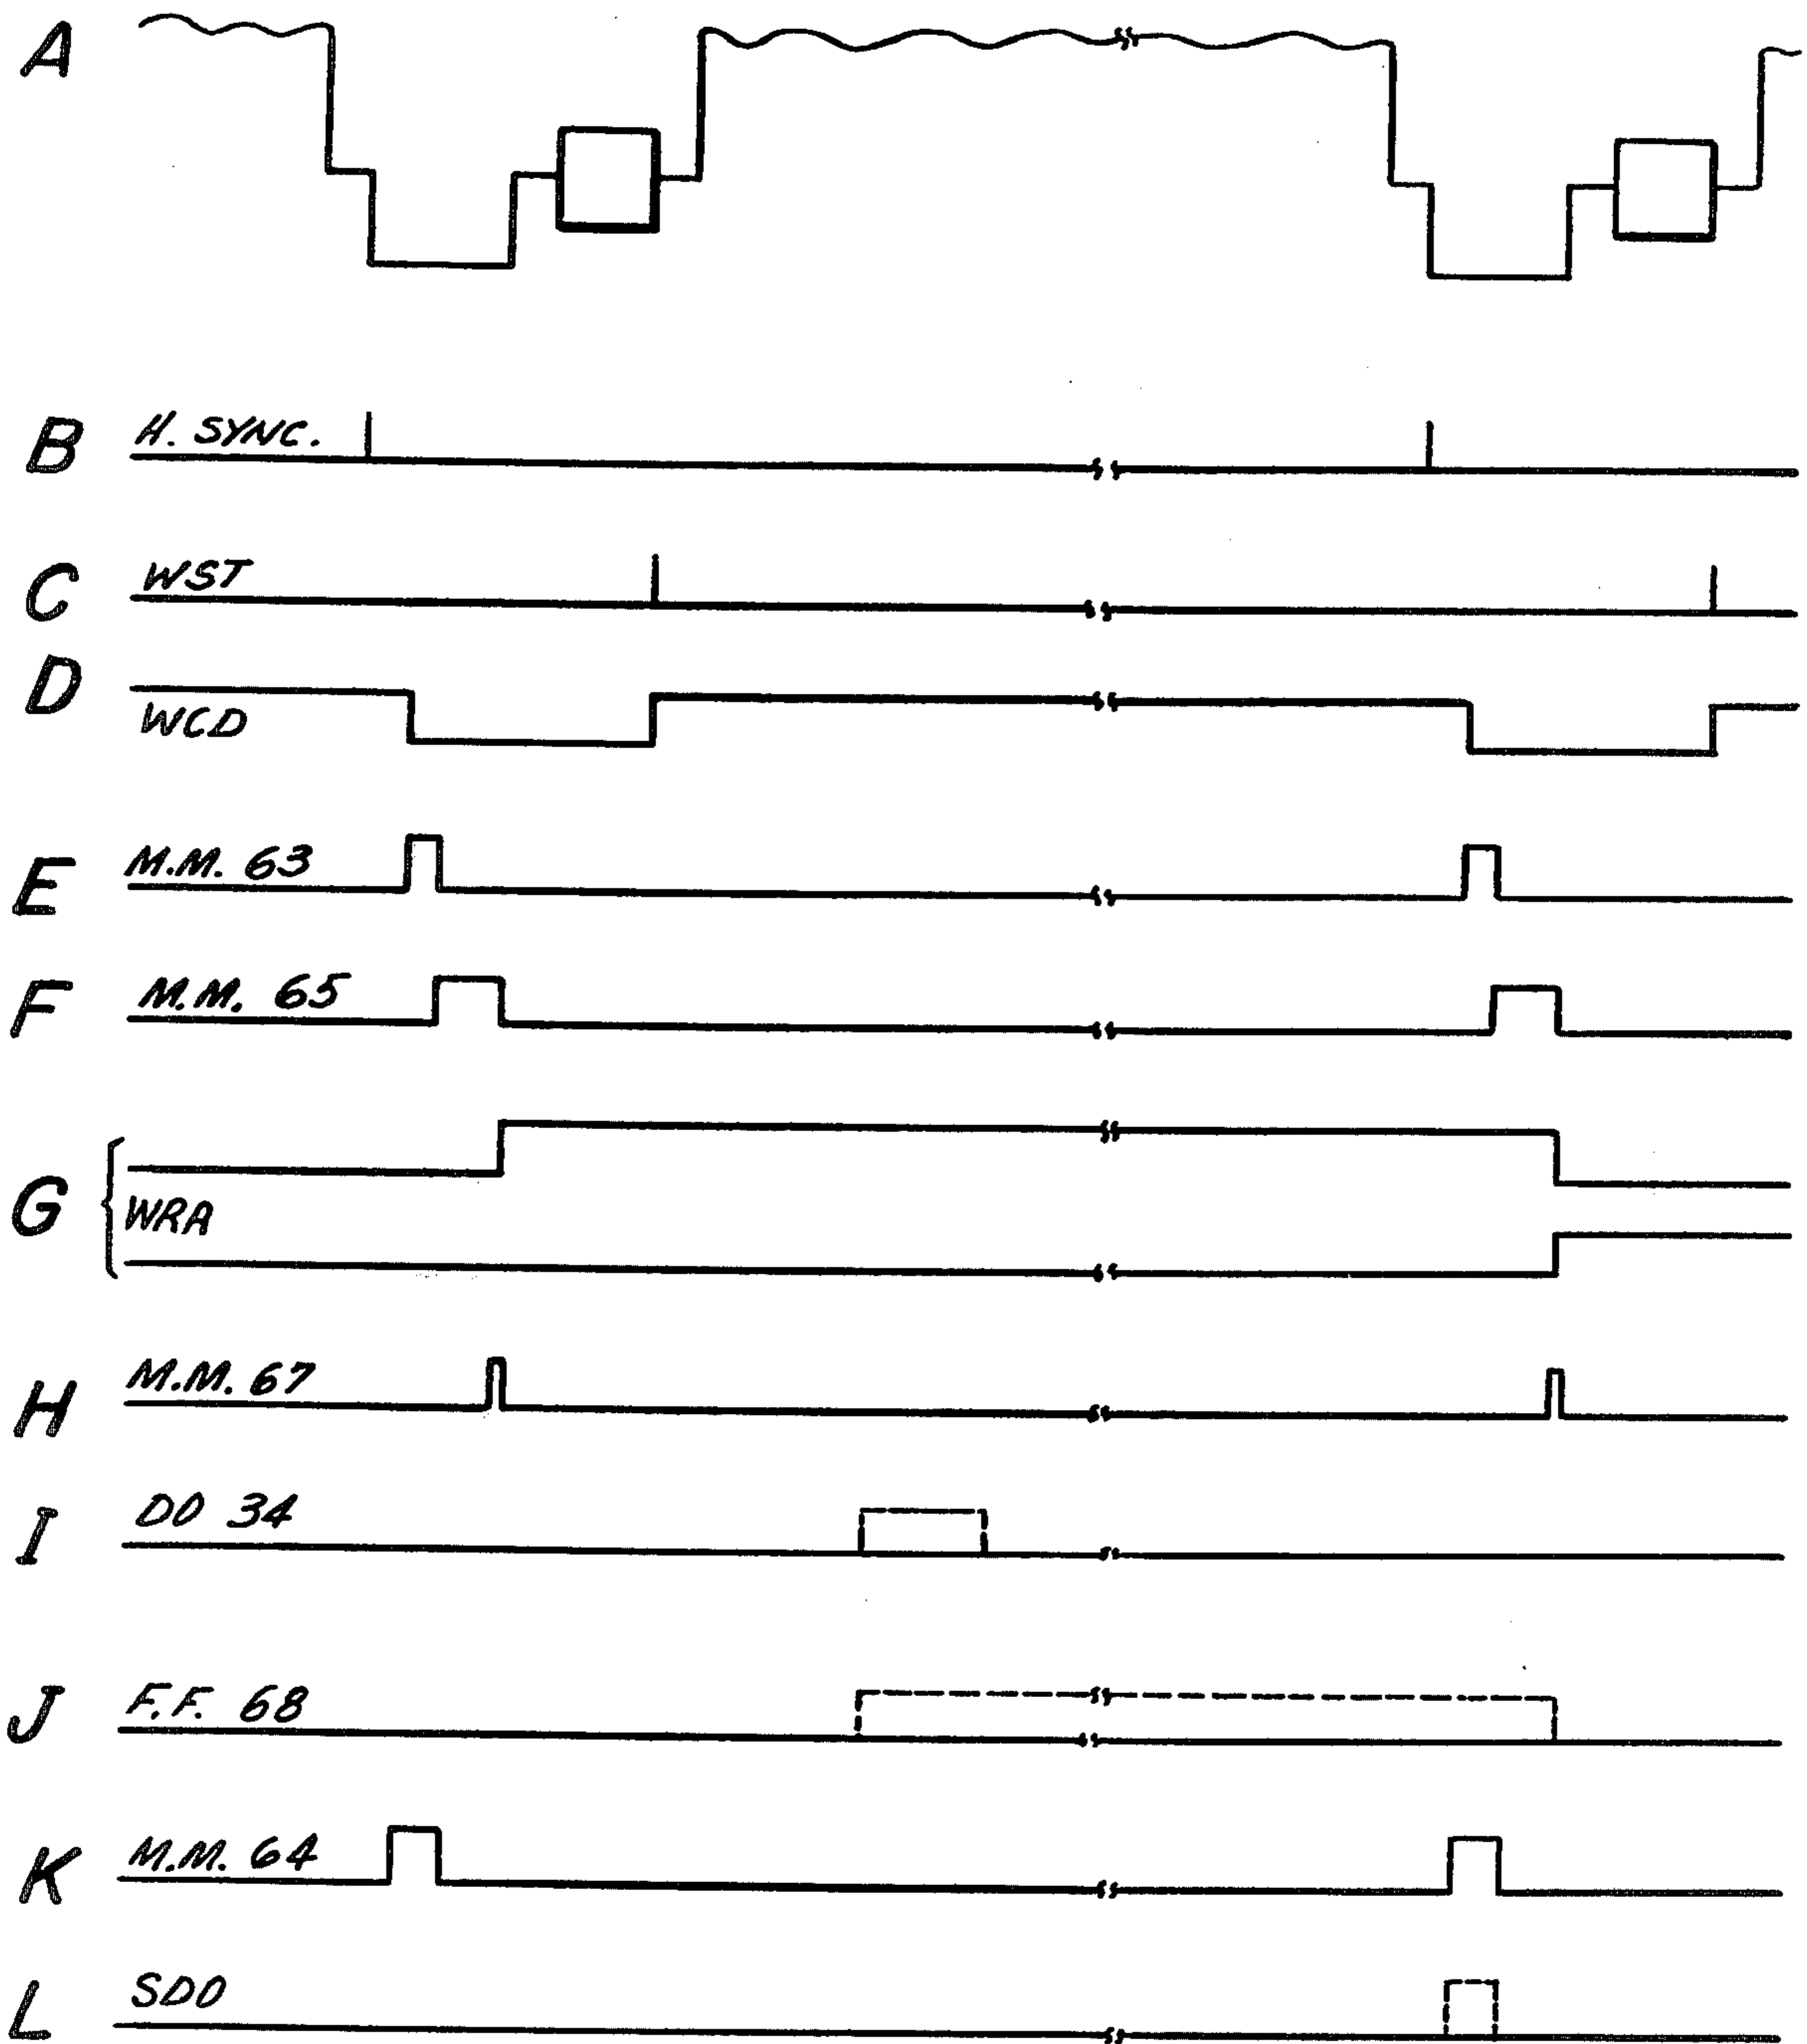 A
B H. SYNC.
C WST
D WCD
E M.M. 63
F M.M. 65
G WRA
H M.M. 67
I DO 34
J F.F. 68
K M.M. 64
L SDO